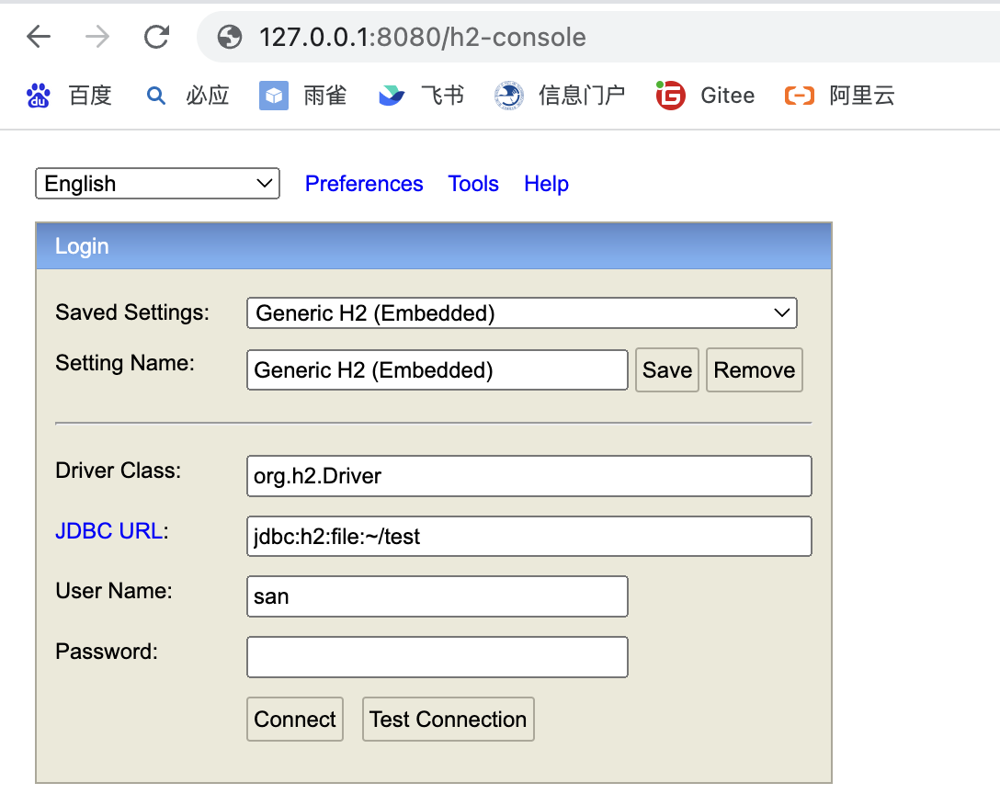 127.0.0.1:8080/h2-console
百度 必应 雨雀 飞书 信息门户 Gitee 阿里云
English Preferences Tools Help
Login
Saved Settings: Generic H2 (Embedded)
Setting Name: Generic H2 (Embedded) Save Remove
Driver Class: org.h2.Driver
JDBC URL: jdbc:h2:file:~/test
User Name: san
Password:
Connect Test Connection